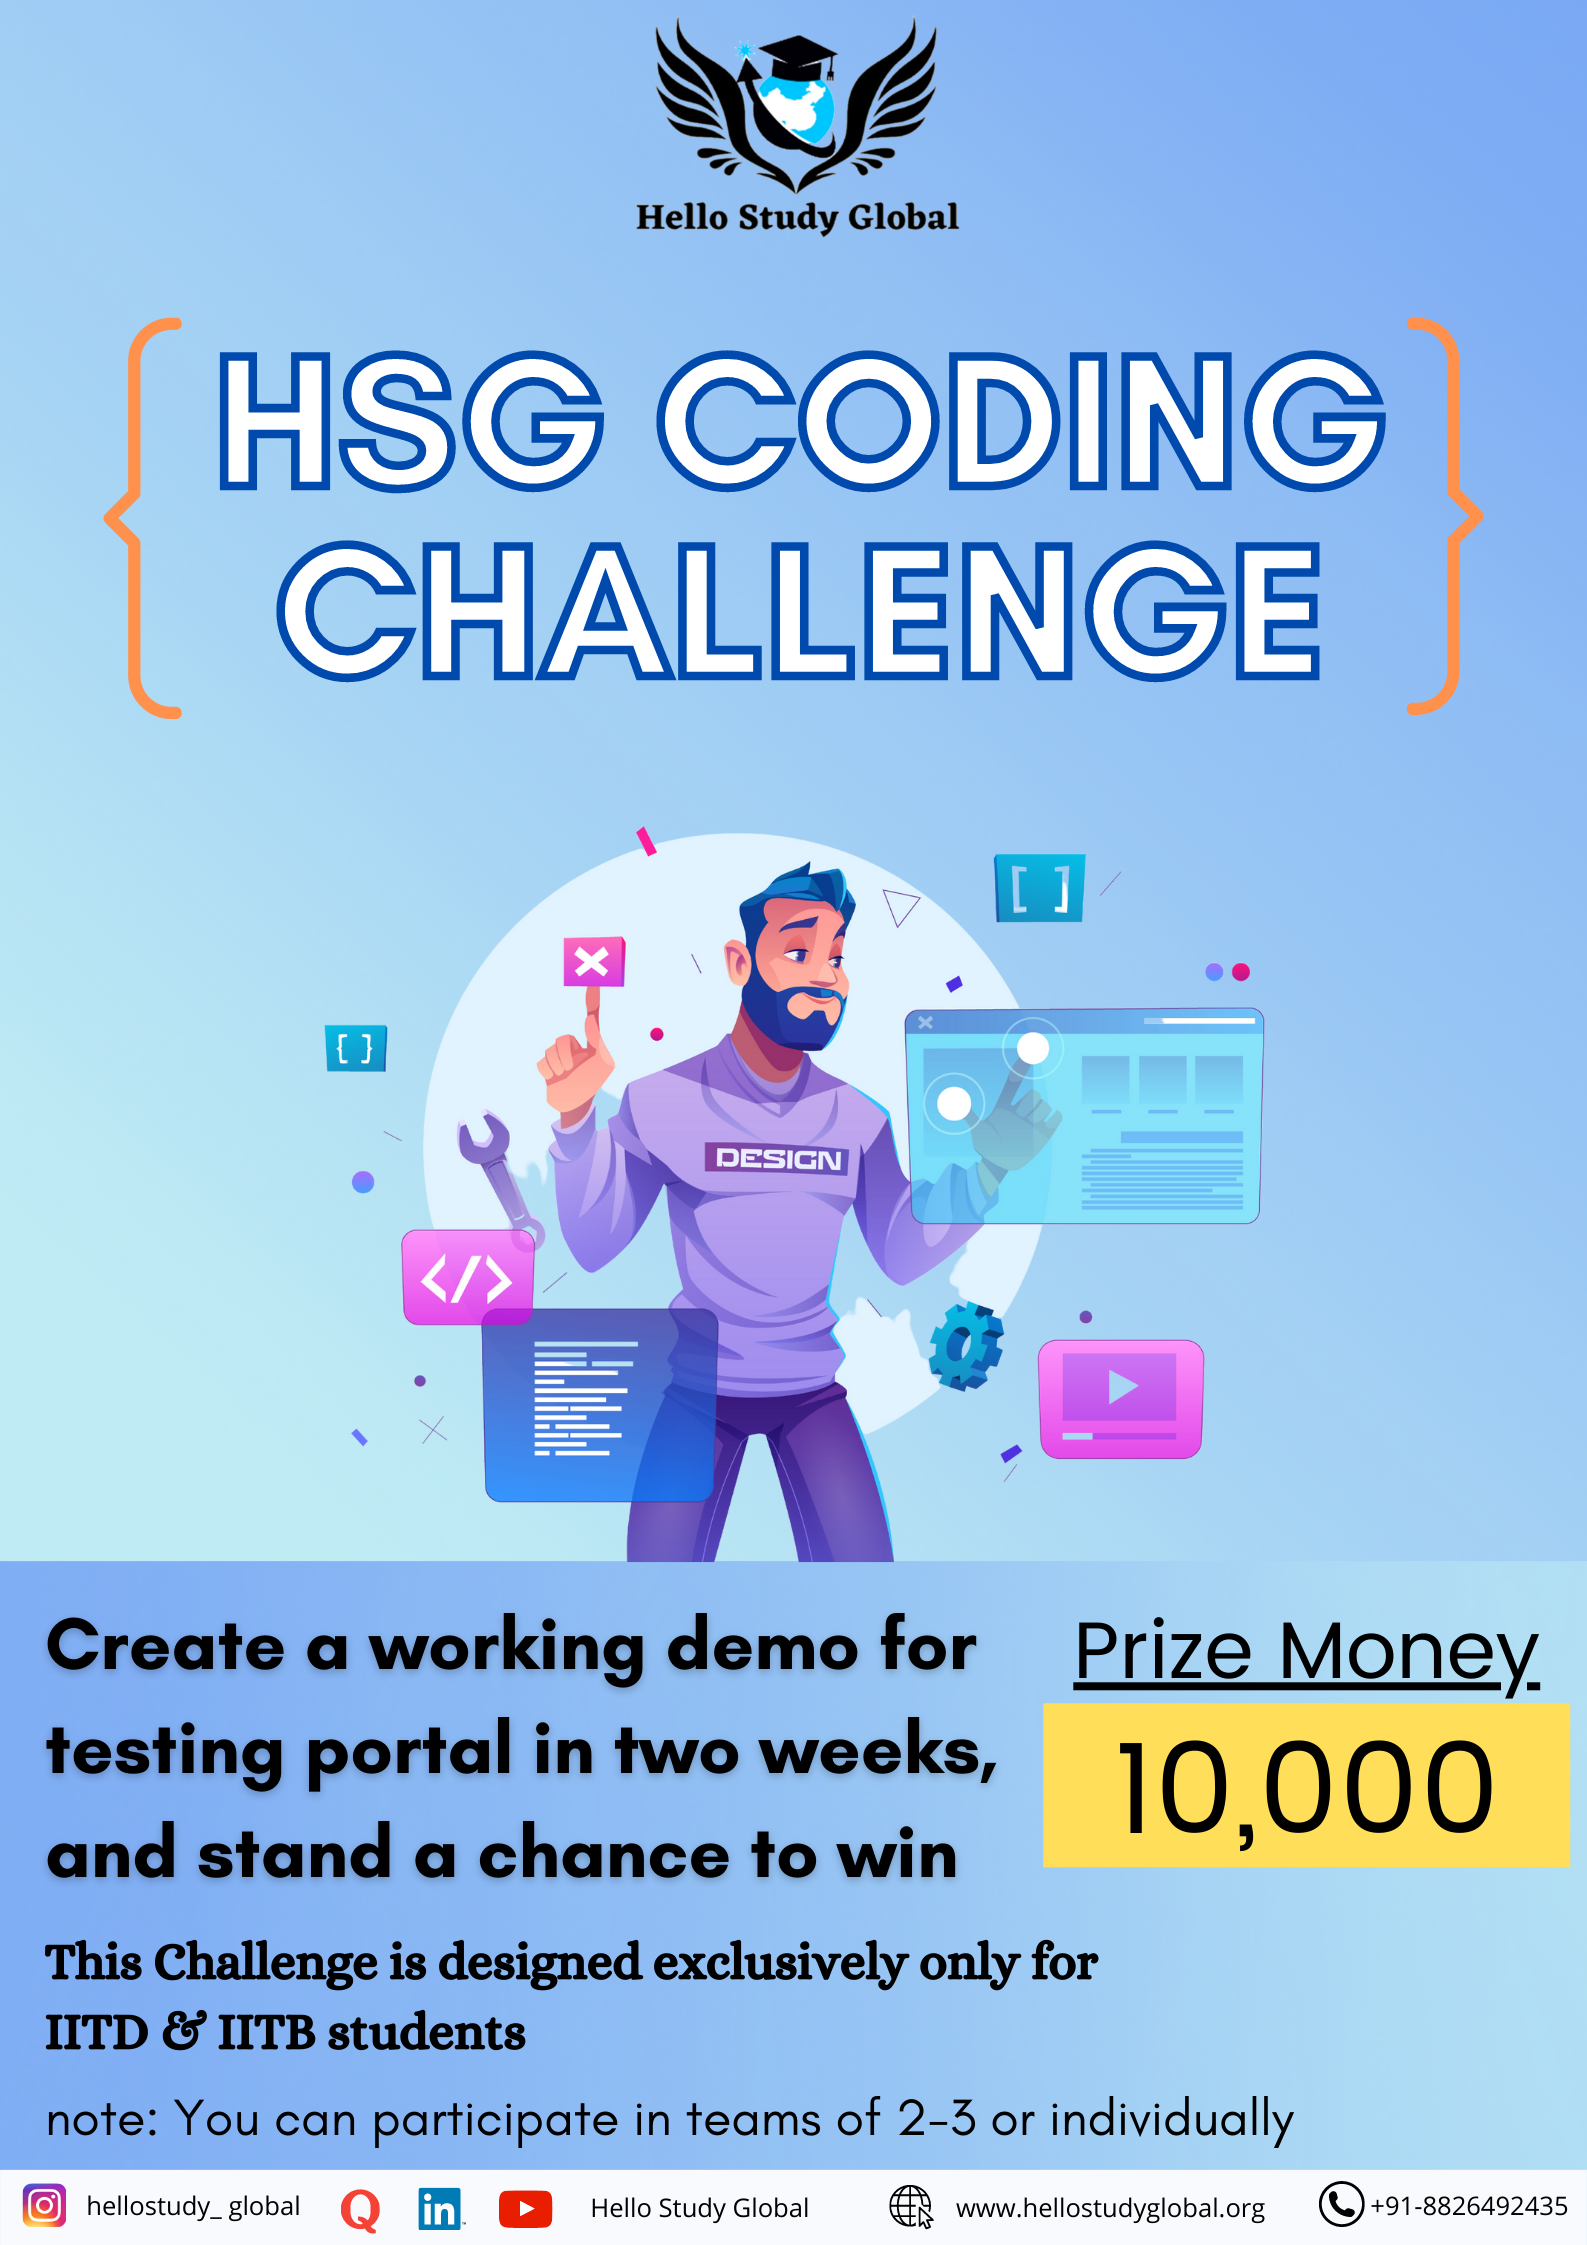 Hello Study Global
HSG CODING
CHALLENGE
[ ]
{ }
DESIGN
</>
Create a working demo for
testing portal in two weeks,
and stand a chance to win
Prize Money
10,000
This Challenge is designed exclusively only for
IITD & IITB students
note: You can participate in teams of 2-3 or individually
hellostudy_ global
Hello Study Global
www.hellostudyglobal.org
+91-8826492435